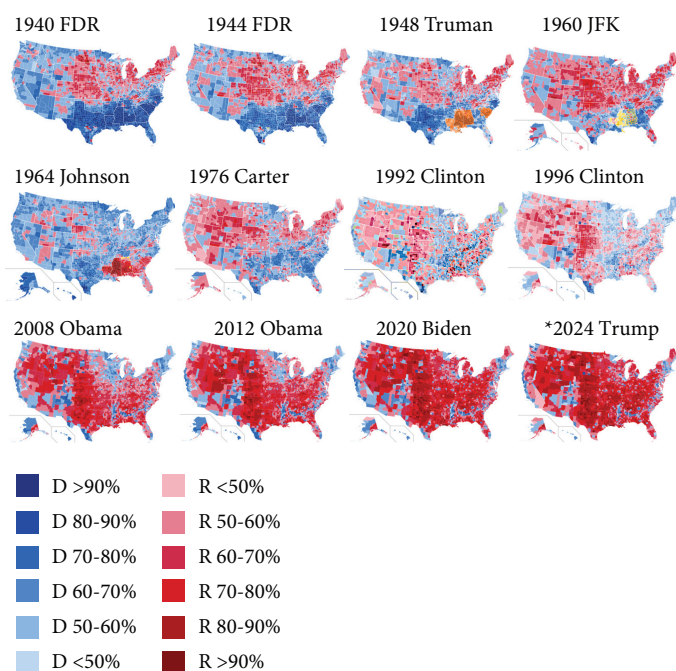 1940 FDR
1944 FDR
1948 Truman
1960 JFK
1964 Johnson
1976 Carter
1992 Clinton
1996 Clinton
2008 Obama
2012 Obama
2020 Biden
*2024 Trump
D >90%
R <50%
D 80-90%
R 50-60%
D 70-80%
R 60-70%
D 60-70%
R 70-80%
D 50-60%
R 80-90%
D <50%
R >90%